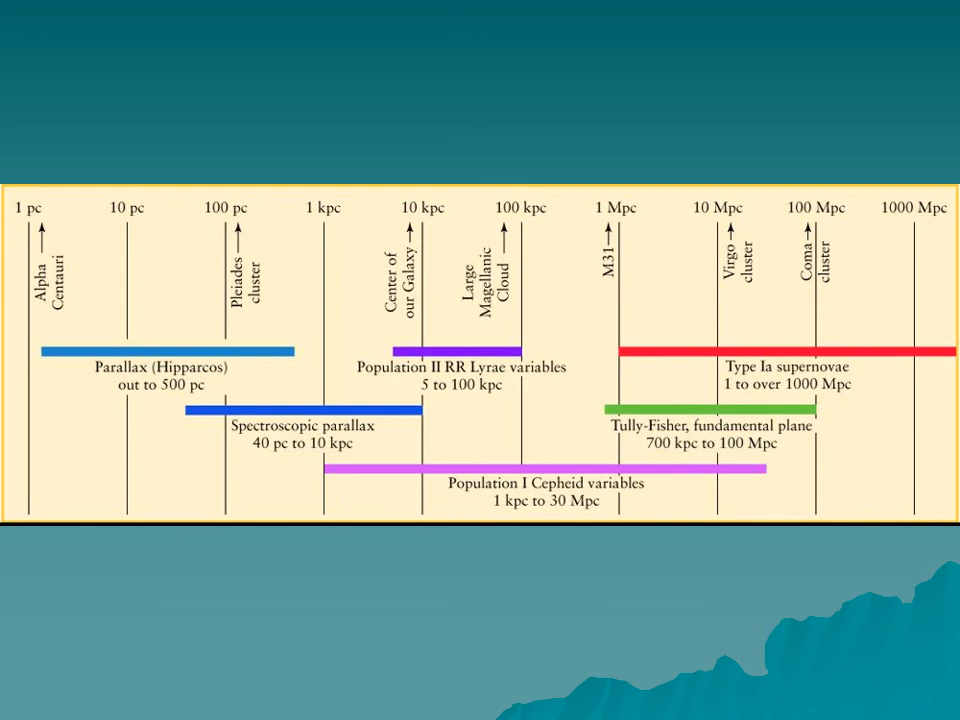 1 pc 10 pc 100 pc 1 kpc 10 kpc 100 kpc 1 Mpc 10 Mpc 100 Mpc 1000 Mpc
Alpha
Centauri
Pleiades
cluster
Center of
our Galaxy
Large
Magellanic
Cloud
M31
Virgo
cluster
Coma
cluster
Parallax (Hipparcos)
out to 500 pc
Population II RR Lyrae variables
5 to 100 kpc
Type Ia supernovae
1 to over 1000 Mpc
Spectroscopic parallax
40 pc to 10 kpc
Tully-Fisher, fundamental plane
700 kpc to 100 Mpc
Population I Cepheid variables
1 kpc to 30 Mpc